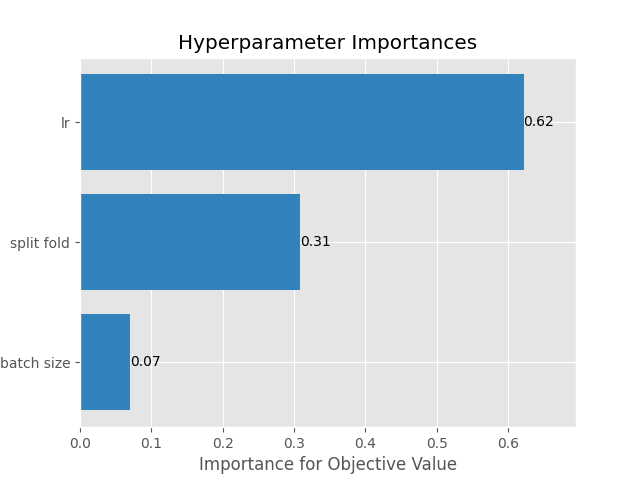 Hyperparameter Importances
lr
0.62
split fold
0.31
batch size
0.07
0.0 0.1 0.2 0.3 0.4 0.5 0.6
Importance for Objective Value